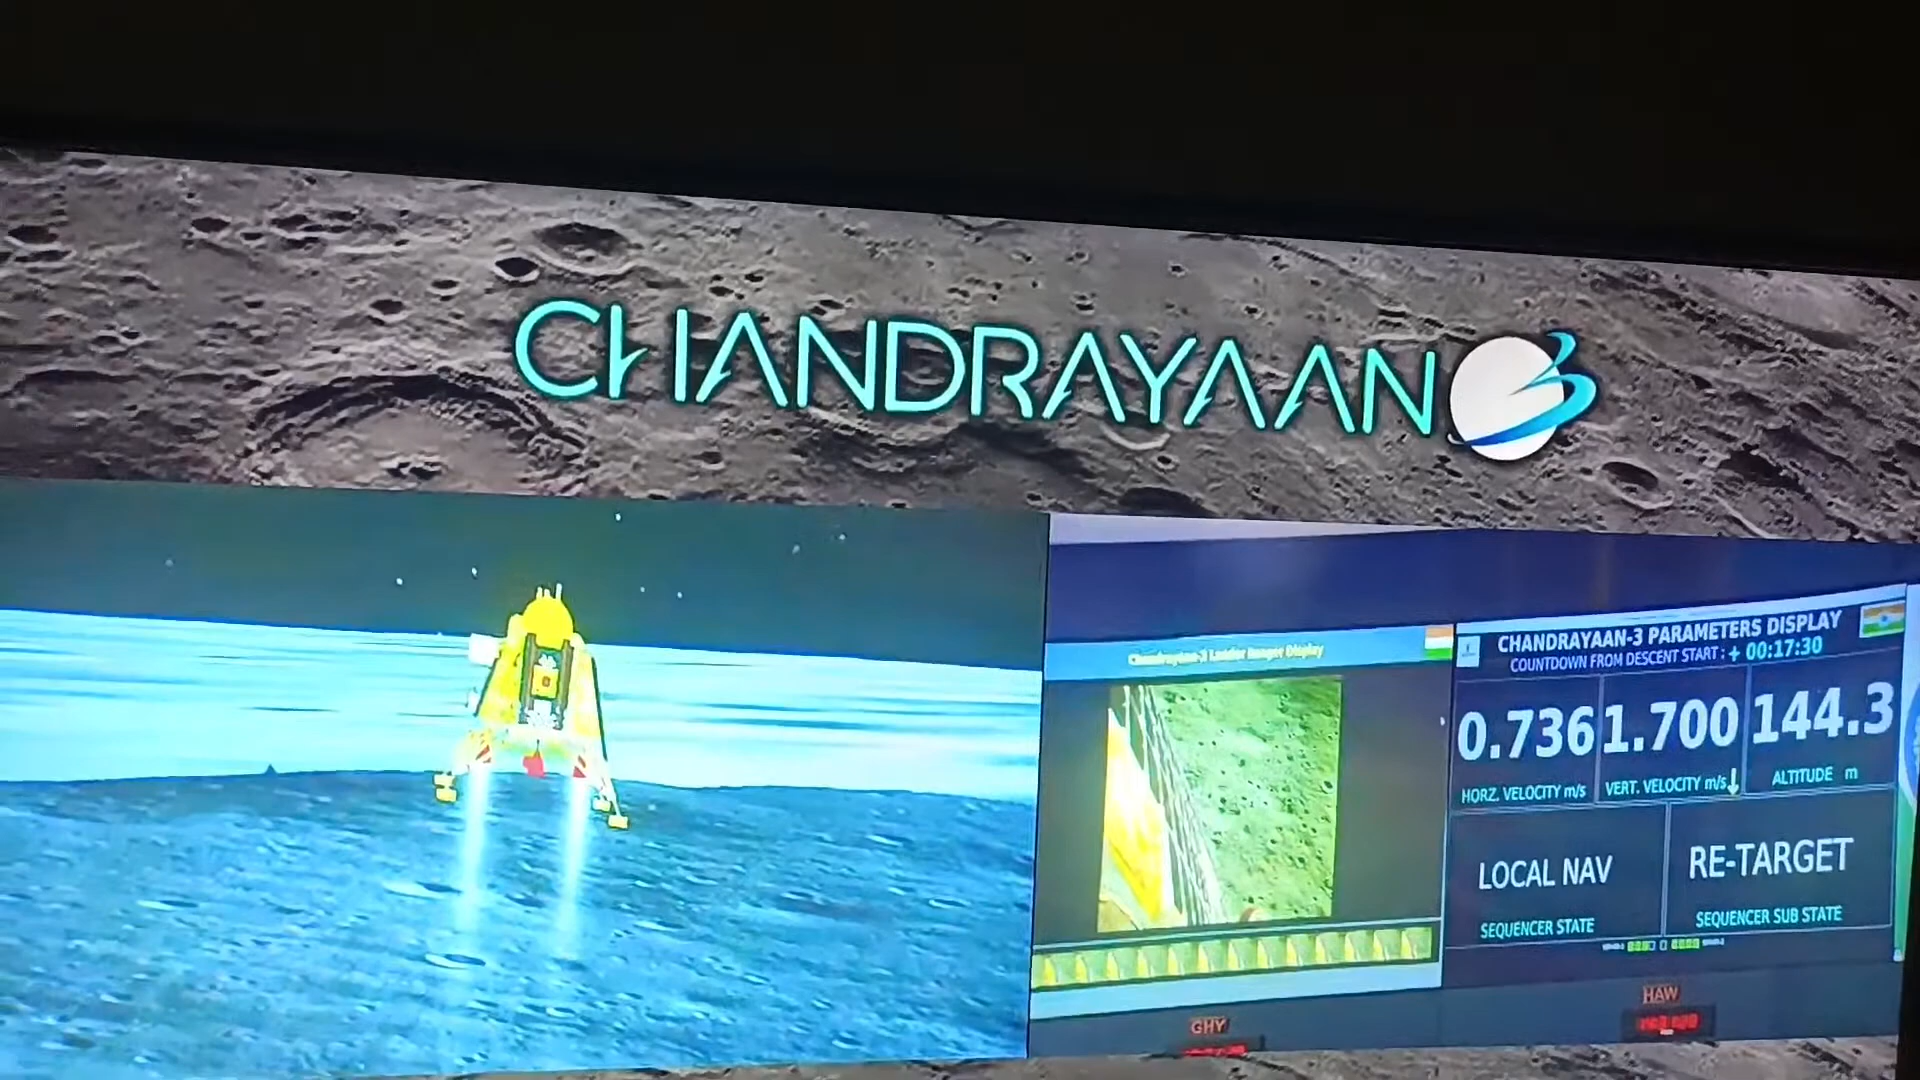 CHANDRAYAAN 3
CHANDRAYAAN-3 PARAMETERS DISPLAY
COUNTDOWN FROM DESCENT START : + 00:17:30
0.736 1.700 144.3
HORZ. VELOCITY m/s VERT. VELOCITY m/s ALTITUDE m
LOCAL NAV RE-TARGET
SEQUENCER STATE SEQUENCER SUB STATE
HAW
GHY